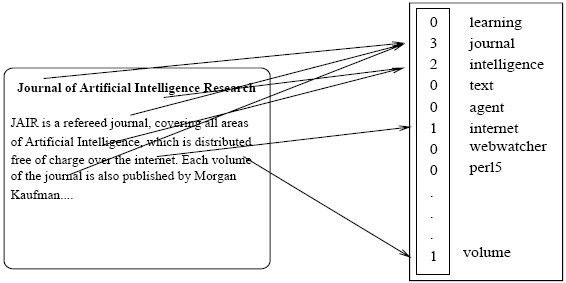 Journal of Artificial Intelligence Research
JAIR is a refereed journal, covering all areas
of Artificial Intelligence, which is distributed
free of charge over the internet. Each volume
of the journal is also published by Morgan
Kaufman....
0 learning
3 journal
2 intelligence
0 text
0 agent
1 internet
0 webwatcher
0 perl5
.
.
.
1 volume